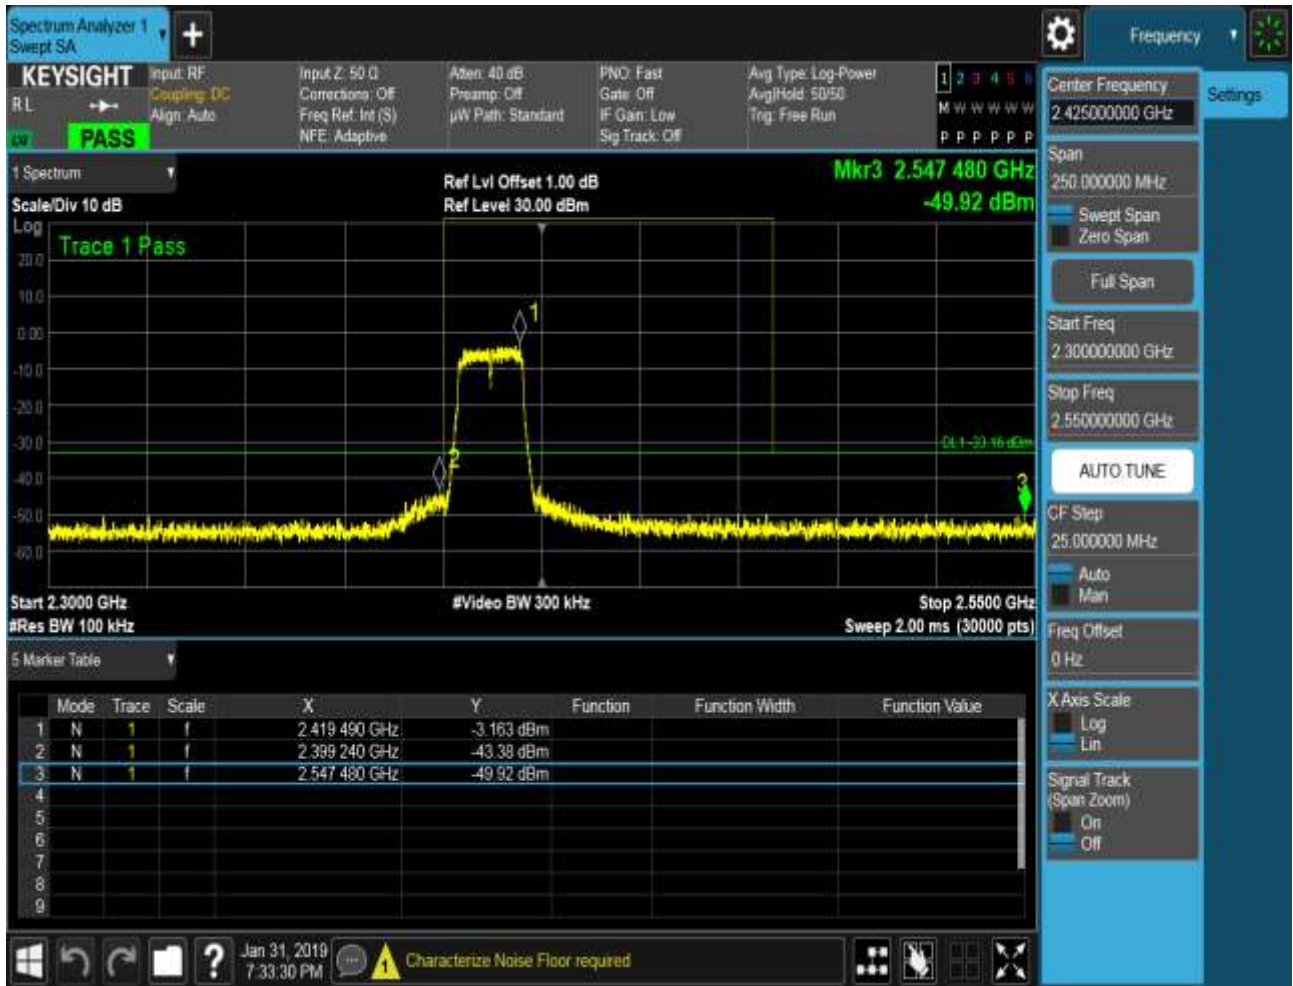 Spectrum Analyzer 1
Swept SA
+
Frequency
KEYSIGHT
R L
PASS
Input: RF
Coupling: DC
Align: Auto
Input Z: 50 Ω
Corrections: Off
Freq Ref: Int (S)
NFE: Adaptive
Atten: 40 dB
Preamp: Off
µW Path: Standard
PNO: Fast
Gate: Off
IF Gain: Low
Sig Track: Off
Avg Type: Log-Power
Avg|Hold: 50/50
Trig: Free Run
1 2 3 4 5 6
M W W W W W
P P P P P P
1 Spectrum
Scale/Div 10 dB
Ref Lvl Offset 1.00 dB
Ref Level 30.00 dBm
Mkr3 2.547 480 GHz
-49.92 dBm
Log
Trace 1 Pass
20.0
10.0
0.00
-10.0
-20.0
-30.0
-40.0
-50.0
-60.0
1
2
3
DL1 -33.16 dBm
Start 2.3000 GHz
#Video BW 300 kHz
Stop 2.5500 GHz
#Res BW 100 kHz
Sweep 2.00 ms (30000 pts)
5 Marker Table
Mode Trace Scale X Y Function Function Width Function Value
1 N 1 f 2.419 490 GHz -3.163 dBm
2 N 1 f 2.399 240 GHz -43.38 dBm
3 N 1 f 2.547 480 GHz -49.92 dBm
4
5
6
7
8
9
Center Frequency
2.425000000 GHz
Settings
Span
250.000000 MHz
Swept Span
Zero Span
Full Span
Start Freq
2.300000000 GHz
Stop Freq
2.550000000 GHz
AUTO TUNE
CF Step
25.000000 MHz
Auto
Man
Freq Offset
0 Hz
X Axis Scale
Log
Lin
Signal Track
(Span Zoom)
On
Off
?
Jan 31, 2019
7:33:30 PM
1
Characterize Noise Floor required